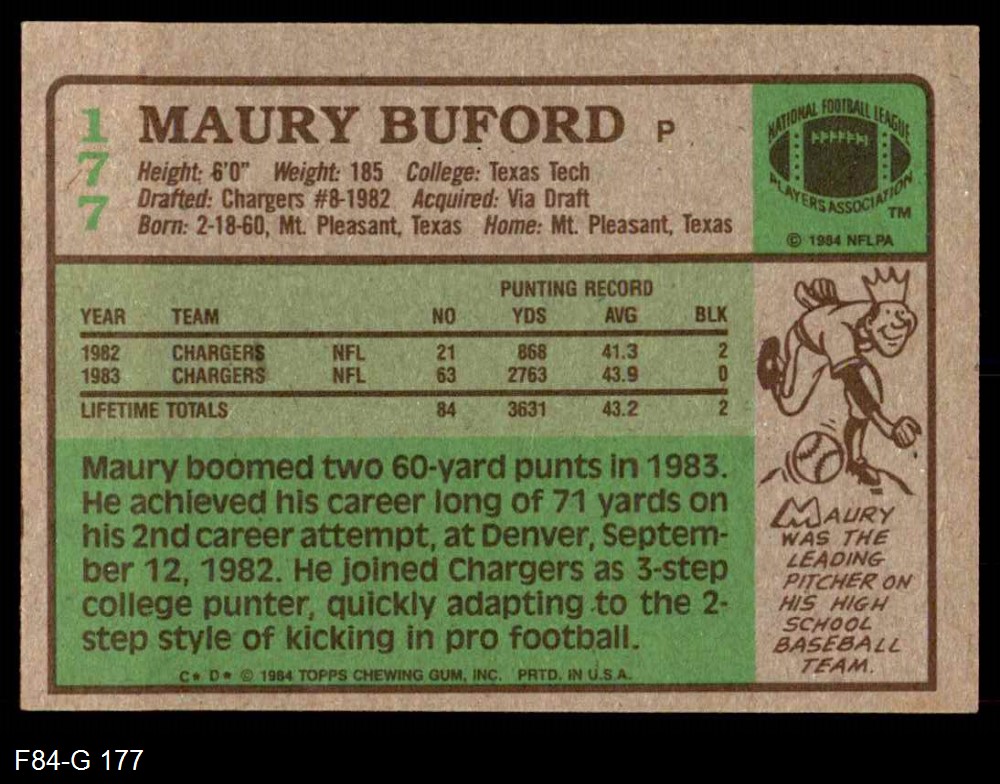 177
MAURY BUFORD P
Height: 6'0" Weight: 185 College: Texas Tech
Drafted: Chargers #8-1982 Acquired: Via Draft
Born: 2-18-60, Mt. Pleasant, Texas Home: Mt. Pleasant, Texas
NATIONAL FOOTBALL LEAGUE
PLAYERS ASSOCIATION
TM
© 1984 NFLPA
PUNTING RECORD
YEAR TEAM NO YDS AVG BLK
1982 CHARGERS NFL 21 868 41.3 2
1983 CHARGERS NFL 63 2763 43.9 0
LIFETIME TOTALS 84 3631 43.2 2
Maury boomed two 60-yard punts in 1983.
He achieved his career long of 71 yards on
his 2nd career attempt, at Denver, Septem-
ber 12, 1982. He joined Chargers as 3-step
college punter, quickly adapting to the 2-
step style of kicking in pro football.
C* D* © 1984 TOPPS CHEWING GUM, INC. PRTD. IN U.S.A.
MAURY
WAS THE
LEADING
PITCHER ON
HIS HIGH
SCHOOL
BASEBALL
TEAM.
F84-G 177